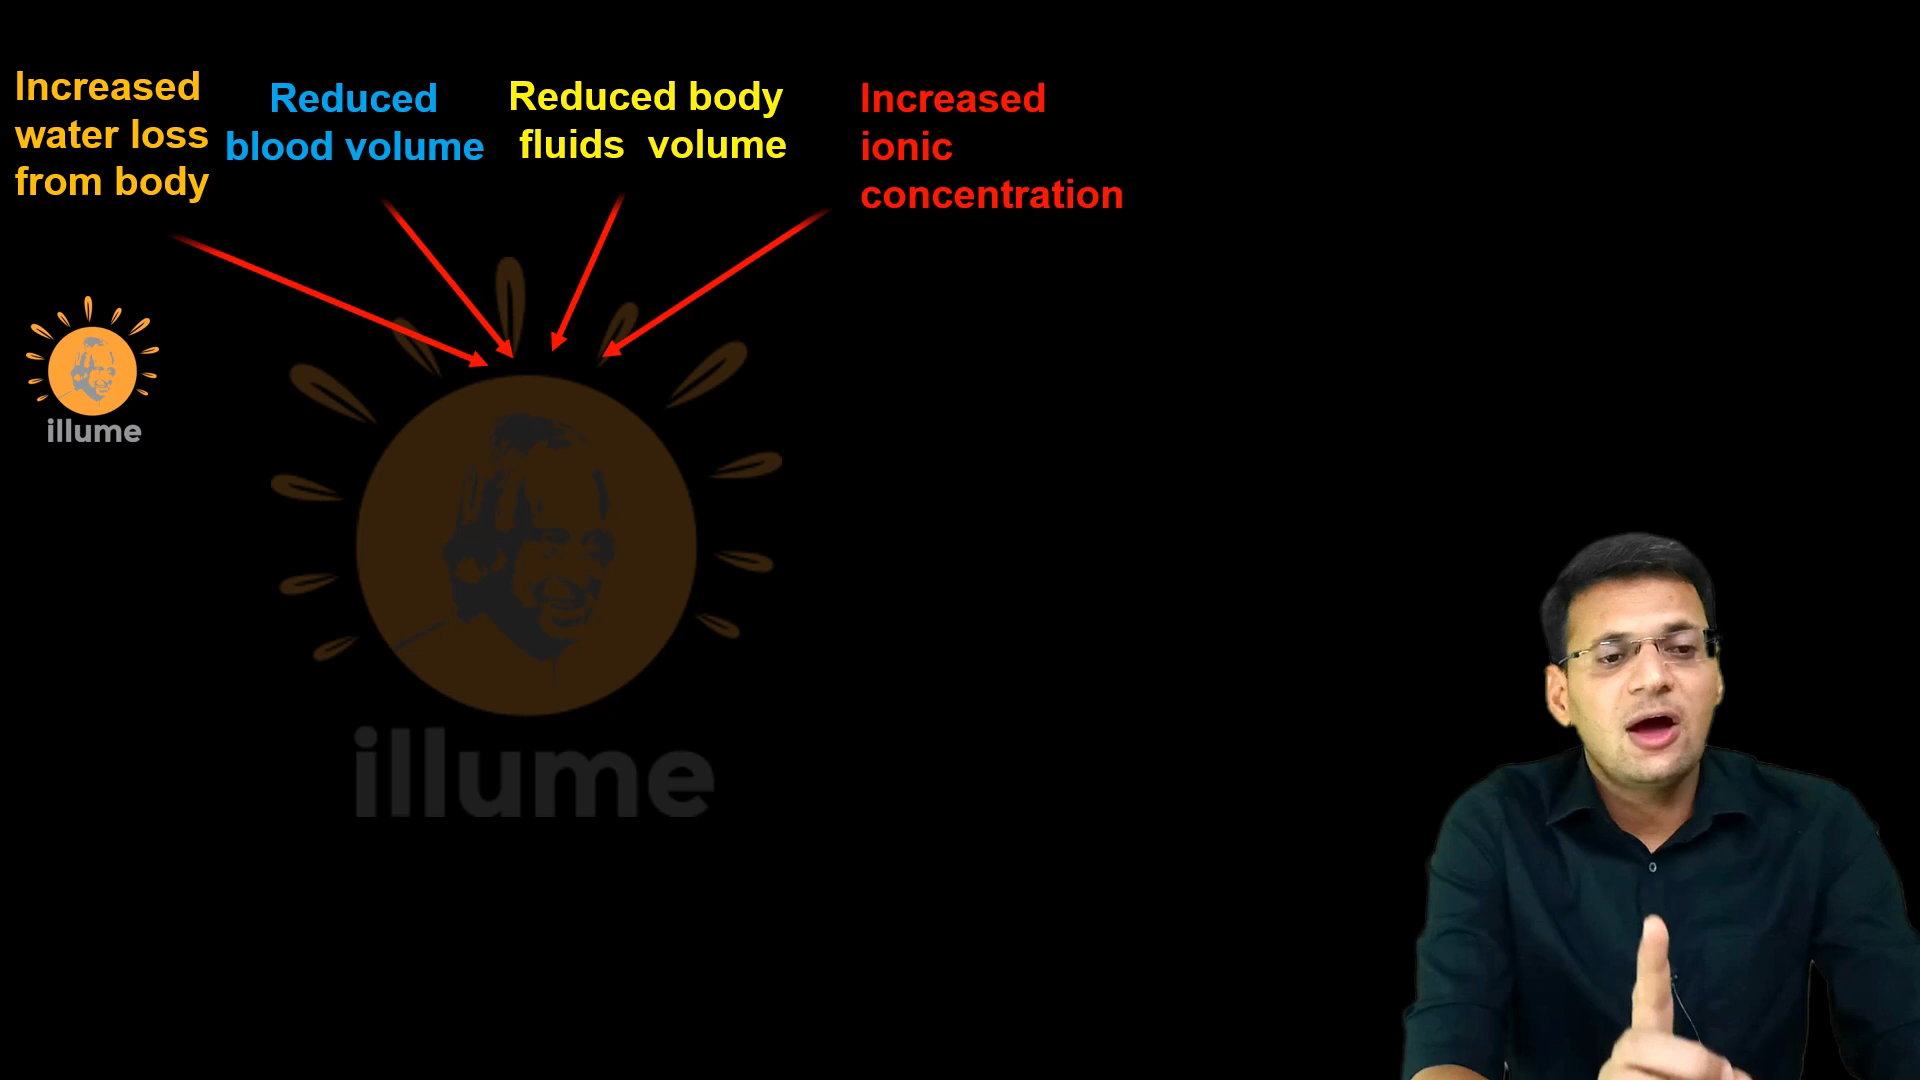 Increased
water loss
from body
Reduced
blood volume
Reduced body
fluids volume
Increased
ionic
concentration
illume
illume